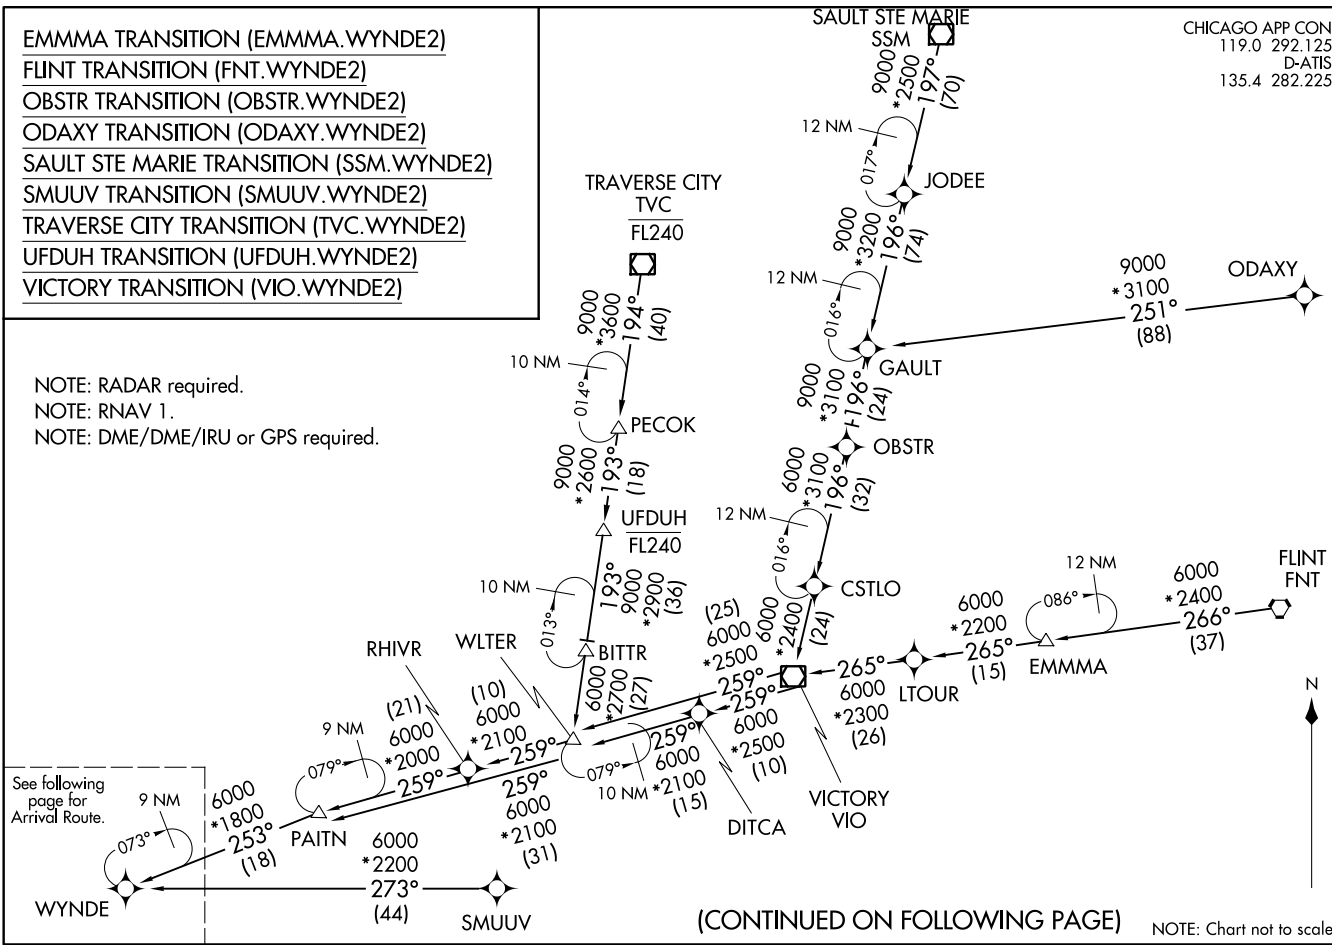 EMMMA TRANSITION (EMMMA.WYNDE2)
FLINT TRANSITION (FNT.WYNDE2)
OBSTR TRANSITION (OBSTR.WYNDE2)
ODAXY TRANSITION (ODAXY.WYNDE2)
SAULT STE MARIE TRANSITION (SSM.WYNDE2)
SMUUV TRANSITION (SMUUV.WYNDE2)
TRAVERSE CITY TRANSITION (TVC.WYNDE2)
UFDUH TRANSITION (UFDUH.WYNDE2)
VICTORY TRANSITION (VIO.WYNDE2)
NOTE: RADAR required.
NOTE: RNAV 1.
NOTE: DME/DME/IRU or GPS required.
SAULT STE MARIE
SSM
CHICAGO APP CON
119.0 292.125
D-ATIS
135.4 282.225
9000
*2500
197°
(70)
12 NM
017°
JODEE
9000
*3200
196°
(74)
12 NM
016°
GAULT
ODAXY
9000
*3100
251°
(88)
9000
*3100
196°
(24)
OBSTR
6000
*3100
196°
(32)
12 NM
016°
CSTLO
6000
*2400
(24)
TRAVERSE CITY
TVC
FL240
9000
*3600
194°
(40)
10 NM
014°
PECOK
9000
*2600
193°
(18)
UFDUH
FL240
193°
9000
*2900
(36)
10 NM
013°
BITTR
6000
*2700
(27)
FLINT
FNT
6000
*2400
266°
(37)
12 NM
086°
EMMMA
6000
*2200
265°
(15)
LTOUR
265°
6000
*2300
(26)
VICTORY
VIO
(25)
6000
*2500
259°
259°
6000
*2500
(10)
DITCA
259°
6000
*2100
(15)
079°
10 NM
WLTER
(10)
6000
*2100
259°
RHIVR
(21)
6000
*2000
259°
259°
6000
*2100
(31)
9 NM
079°
PAITN
6000
*1800
253°
(18)
9 NM
073°
WYNDE
6000
*2200
273°
(44)
SMUUV
See following
page for
Arrival Route.
N
(CONTINUED ON FOLLOWING PAGE)
NOTE: Chart not to scale